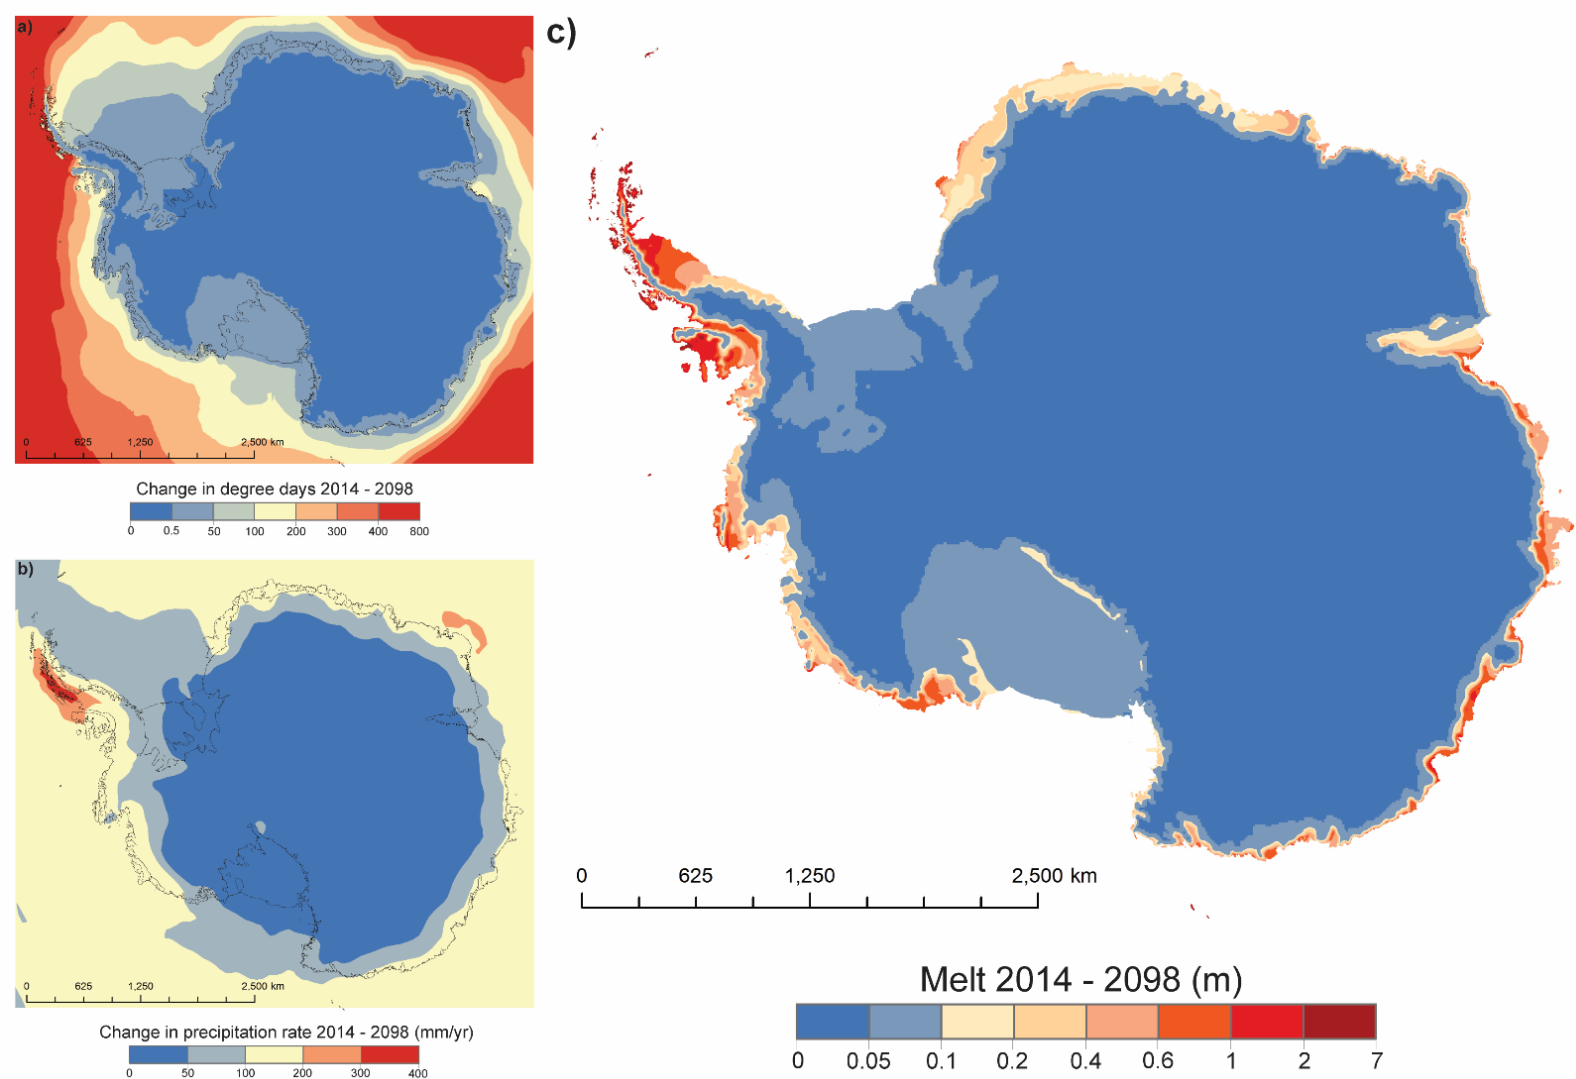 a)
0 625 1,250 2,500 km
Change in degree days 2014 - 2098
0 0.5 50 100 200 300 400 800
b)
0 625 1,250 2,500 km
Change in precipitation rate 2014 - 2098 (mm/yr)
0 50 100 200 300 400
c)
0 625 1,250 2,500 km
Melt 2014 - 2098 (m)
0 0.05 0.1 0.2 0.4 0.6 1 2 7